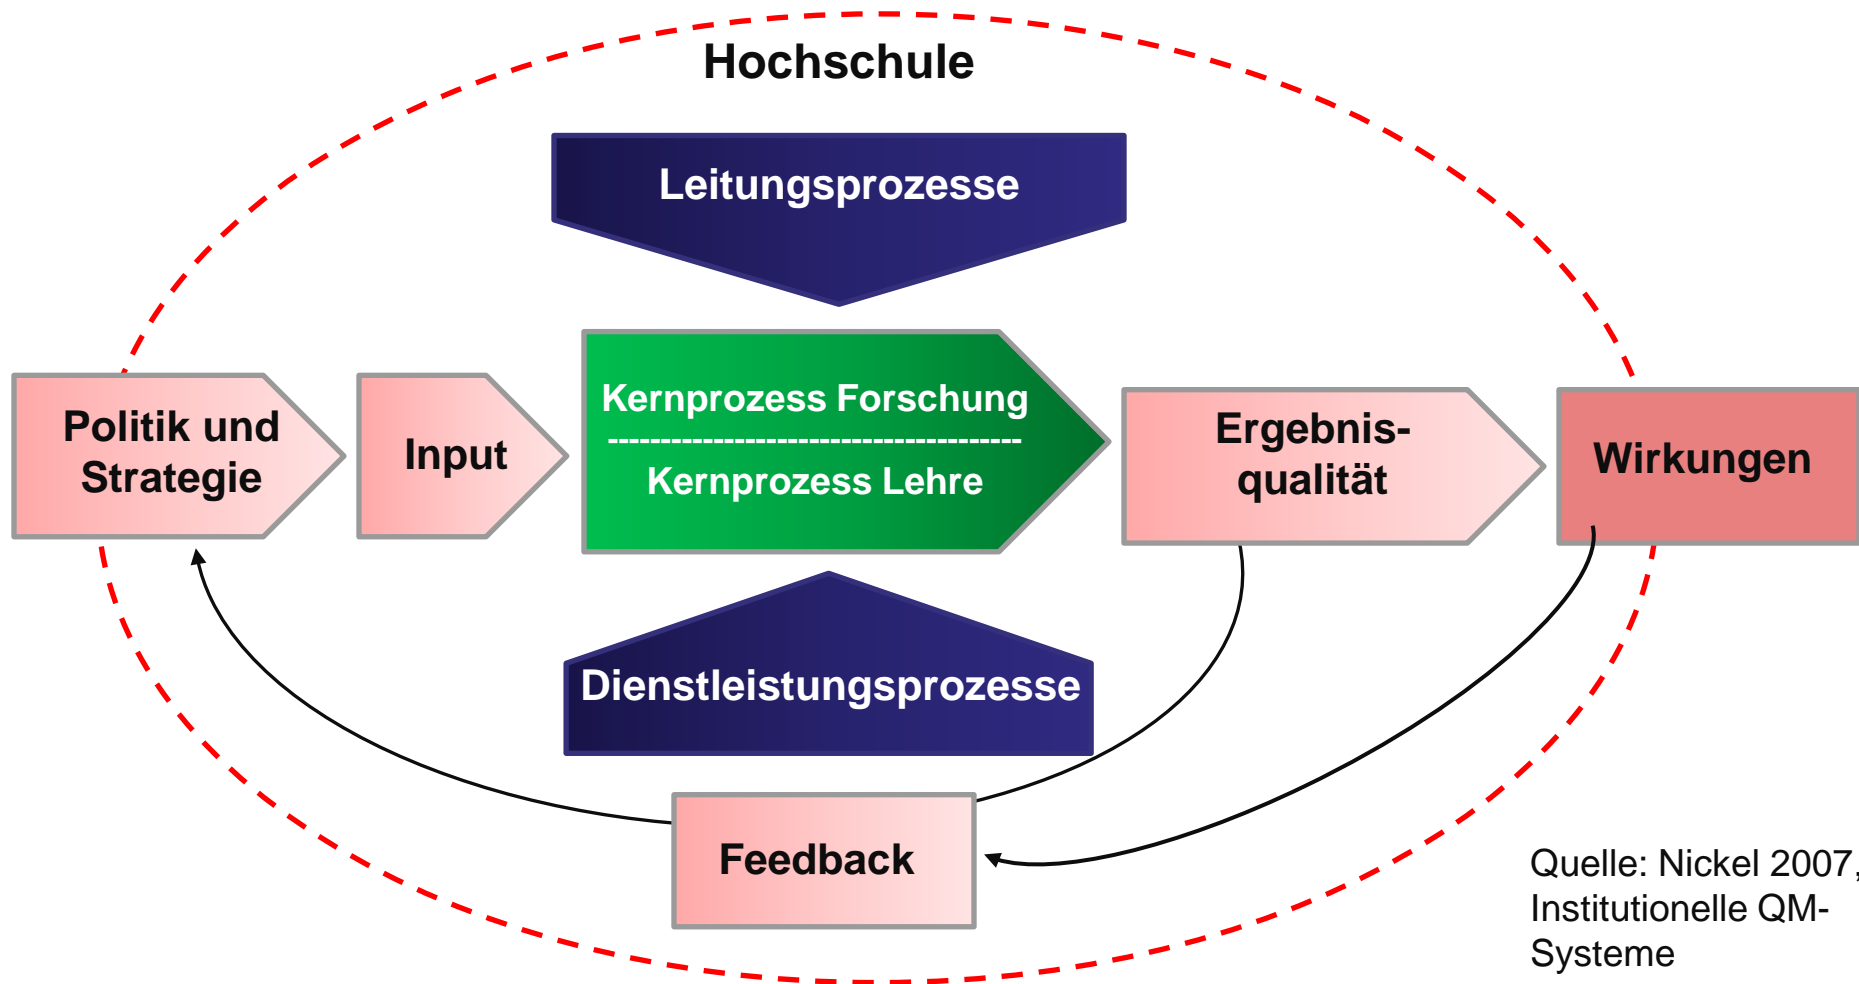 Hochschule
Leitungsprozesse
Politik und
Strategie
Input
Kernprozess Forschung
---------------------------------------
Kernprozess Lehre
Ergebnis-
qualität
Wirkungen
Dienstleistungsprozesse
Feedback
Quelle: Nickel 2007,
Institutionelle QM-
Systeme